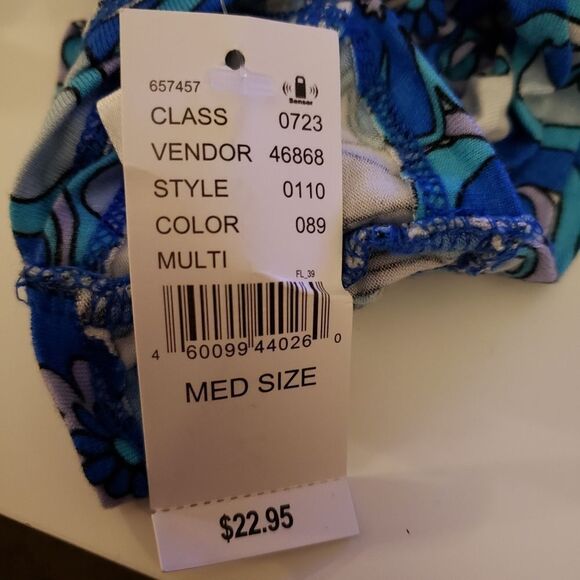 657457
Sensor
CLASS 0723
VENDOR 46868
STYLE 0110
COLOR 089
MULTI
FL_39
4 60099 44026 0
MED SIZE
$22.95